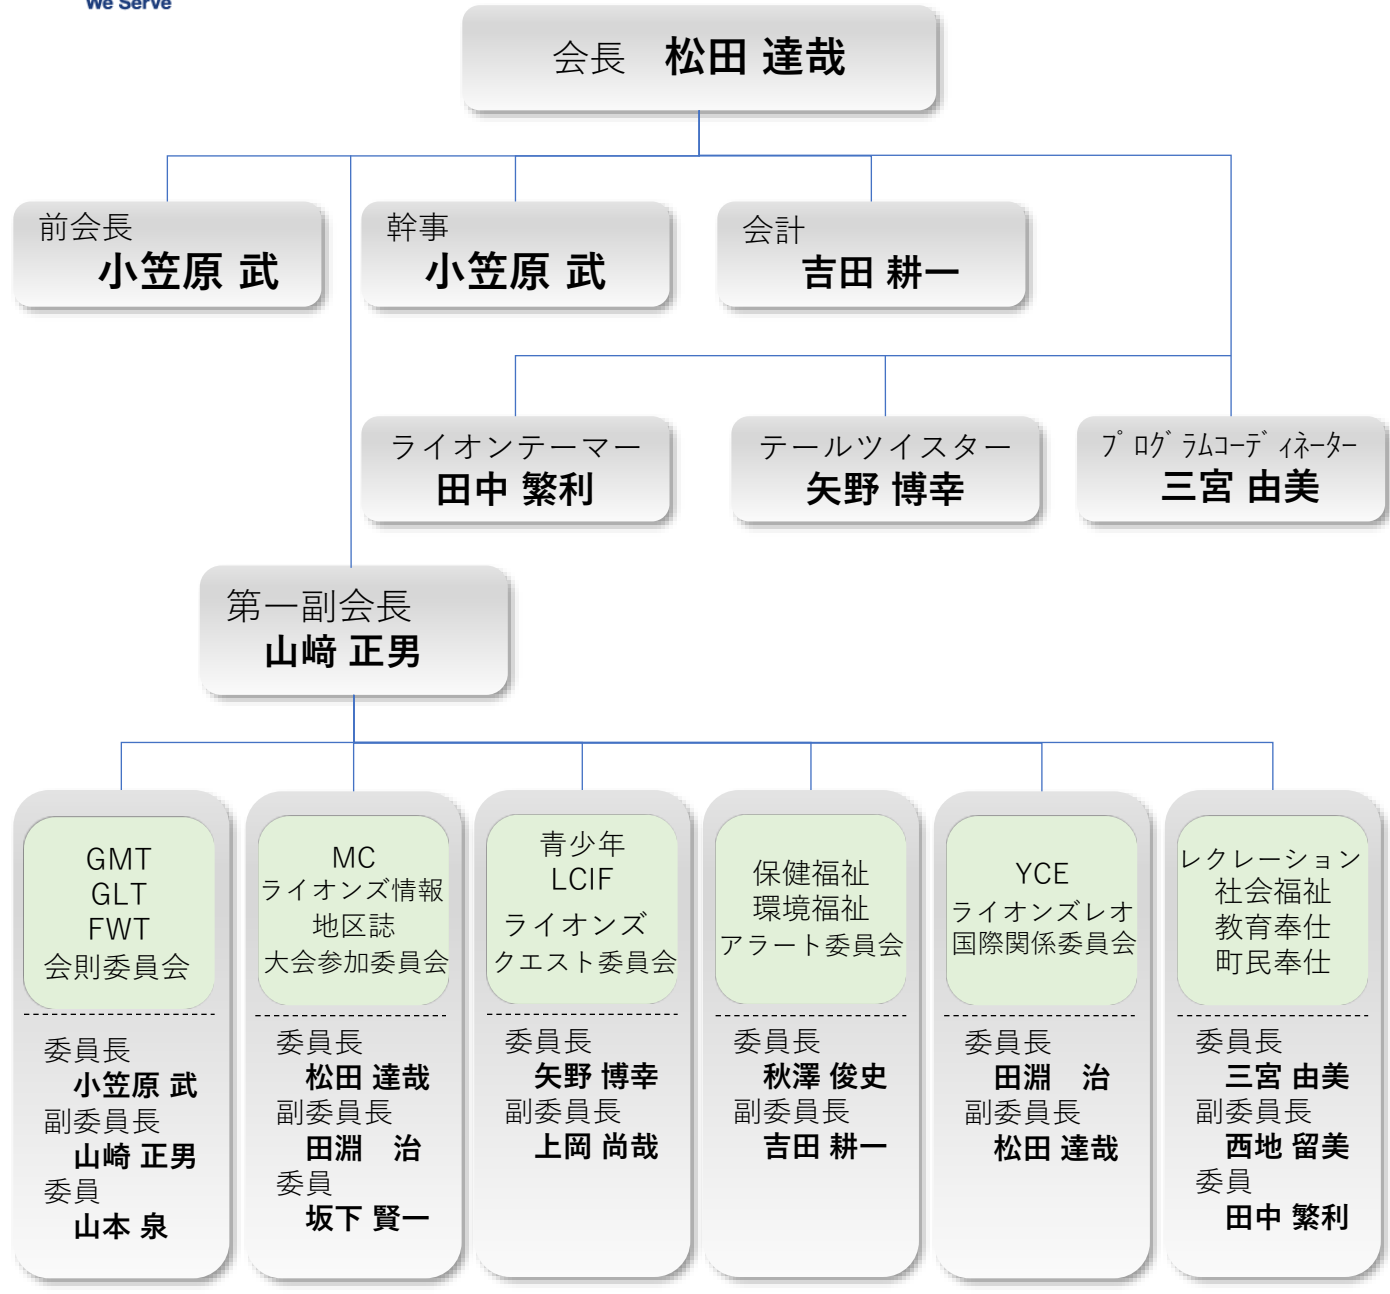 We Serve
会長　松田 達哉
前会長
小笠原 武
幹事
小笠原 武
会計
吉田 耕一
ライオンテーマー
田中 繁利
テールツイスター
矢野 博幸
ﾌﾟﾛｸﾞﾗﾑｺｰﾃﾞｨﾈｰﾀｰ
三宮 由美
第一副会長
山﨑 正男
GMT
GLT
FWT
会則委員会
委員長
小笠原 武
副委員長
山崎 正男
委員
山本 泉
MC
ライオンズ情報
地区誌
大会参加委員会
委員長
松田 達哉
副委員長
田淵　治
委員
坂下 賢一
青少年
LCIF
ライオンズ
クエスト委員会
委員長
矢野 博幸
副委員長
上岡 尚哉
保健福祉
環境福祉
アラート委員会
委員長
秋澤 俊史
副委員長
吉田 耕一
YCE
ライオンズレオ
国際関係委員会
委員長
田淵　治
副委員長
松田 達哉
レクレーション
社会福祉
教育奉仕
町民奉仕
委員長
三宮 由美
副委員長
西地 留美
委員
田中 繁利